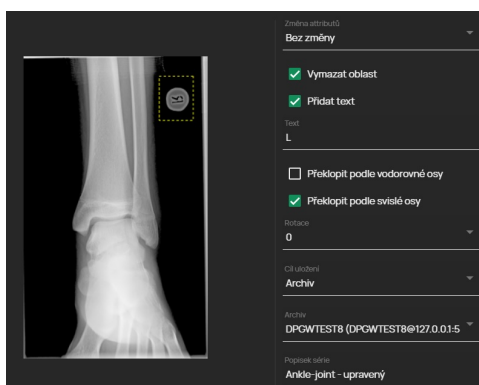 Změna attributů
Bez změny
Vymazat oblast
Přidat text
Text
L
Překlopit podle vodorovné osy
Překlopit podle svislé osy
Rotace
0
Cíl uložení
Archiv
Archiv
DPGWTEST8 (DPGWTEST8@127.0.0.1:5
Popisek série
Ankle-joint - upravený